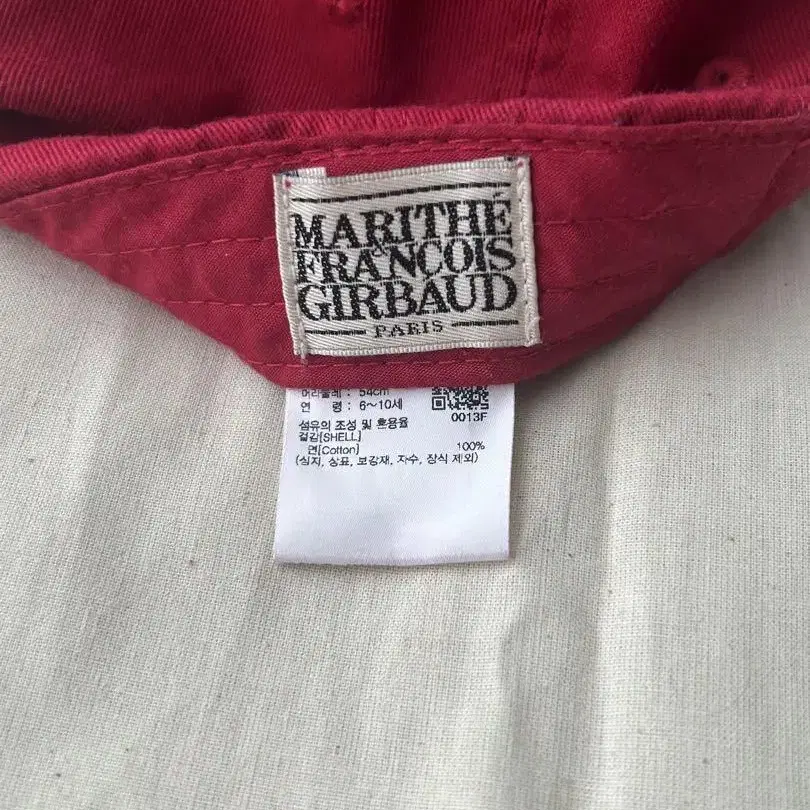 MARITHÉ
&
FRANCOIS
GIRBAUD
PARIS
머리둘레 : 54cm
연 령 : 6~10세
0013F
섬유의 조성 및 혼용율
겉감[SHELL]
면[Cotton] 100%
(심지, 상표, 보강재, 자수, 장식 제외)